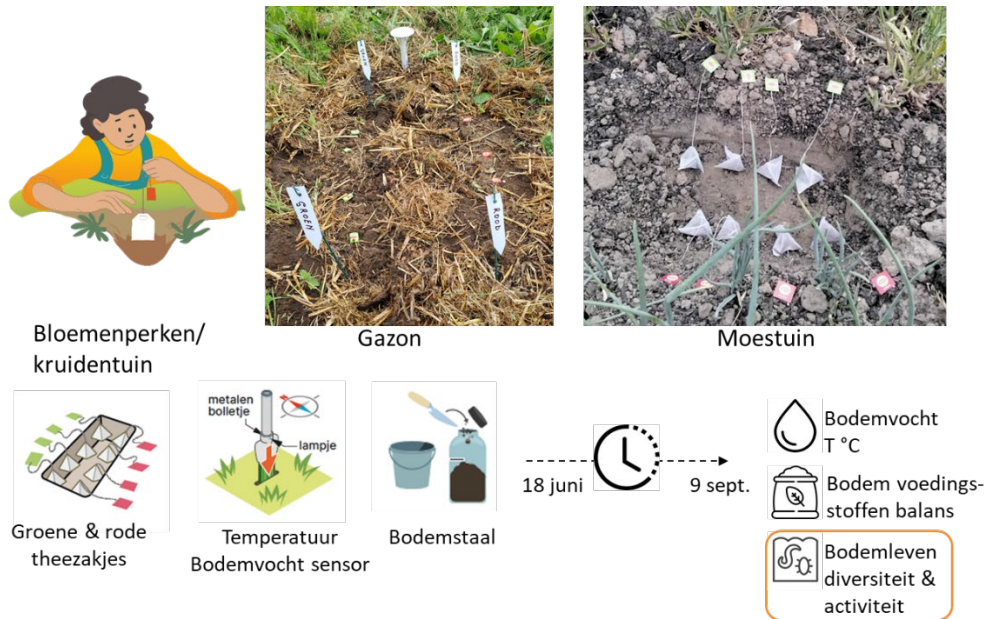 GROEN
ROOD
Bloemenperken/
kruidentuin
Gazon
Moestuin
metalen
bolletje
lampje
Groene & rode
theezakjes
Temperatuur
Bodemvocht sensor
Bodemstaal
18 juni
9 sept.
Bodemvocht
T °C
Bodem voedings-
stoffen balans
Bodemleven
diversiteit &
activiteit